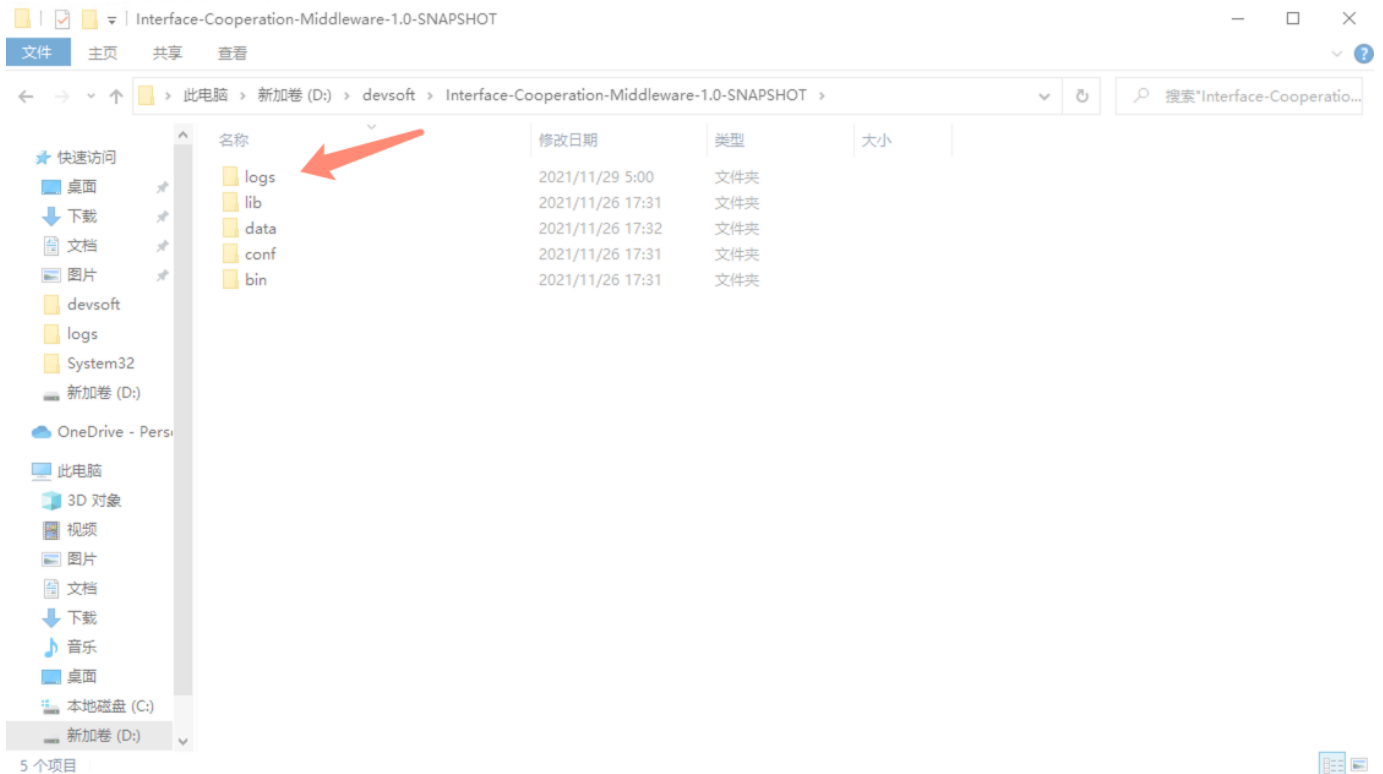 Interface-Cooperation-Middleware-1.0-SNAPSHOT
文件 主页 共享 查看
此电脑 新加卷 (D:) devsoft Interface-Cooperation-Middleware-1.0-SNAPSHOT
搜索"Interface-Cooperatio...
快速访问
桌面
下载
文档
图片
devsoft
logs
System32
新加卷 (D:)
OneDrive - Pers
此电脑
3D 对象
视频
图片
文档
下载
音乐
桌面
本地磁盘 (C:)
新加卷 (D:)
名称 修改日期 类型 大小
logs 2021/11/29 5:00 文件夹
lib 2021/11/26 17:31 文件夹
data 2021/11/26 17:32 文件夹
conf 2021/11/26 17:31 文件夹
bin 2021/11/26 17:31 文件夹
5 个项目